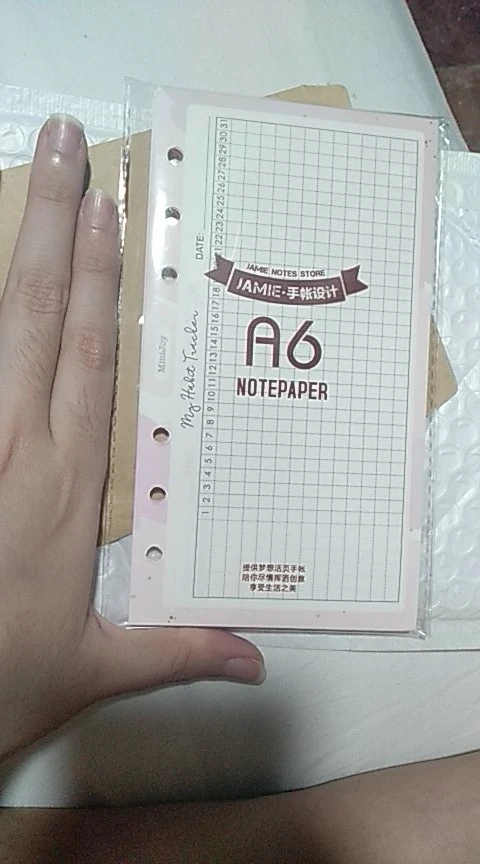 JAMIE NOTES STORE
JAMIE·手帐设计
A6
NOTEPAPER
提供梦想活页手帐
陪你尽情挥洒创意
享受生活之美
MiniJoy
My Habit Tracker
DATE:
1 2 3 4 5 6 7 8 9 10 11 12 13 14 15 16 17 18 21 22 23 24 25 26 27 28 29 30 31